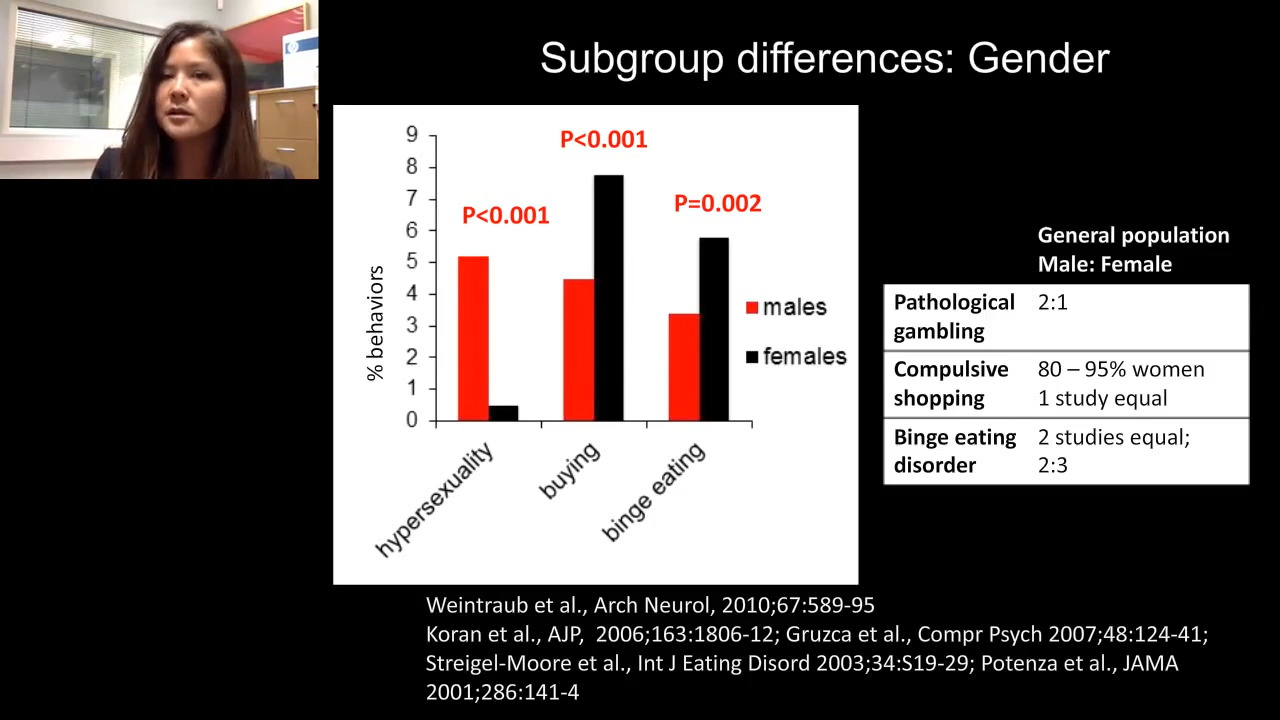 Subgroup differences: Gender
9
8
7
6
5
4
3
2
1
0
% behaviors
P<0.001
P<0.001
P=0.002
males
females
hypersexuality
buying
binge eating
General population
Male: Female
Pathological gambling
2:1
Compulsive shopping
80 – 95% women
1 study equal
Binge eating disorder
2 studies equal;
2:3
Weintraub et al., Arch Neurol, 2010;67:589-95
Koran et al., AJP, 2006;163:1806-12; Gruzca et al., Compr Psych 2007;48:124-41;
Streigel-Moore et al., Int J Eating Disord 2003;34:S19-29; Potenza et al., JAMA
2001;286:141-4